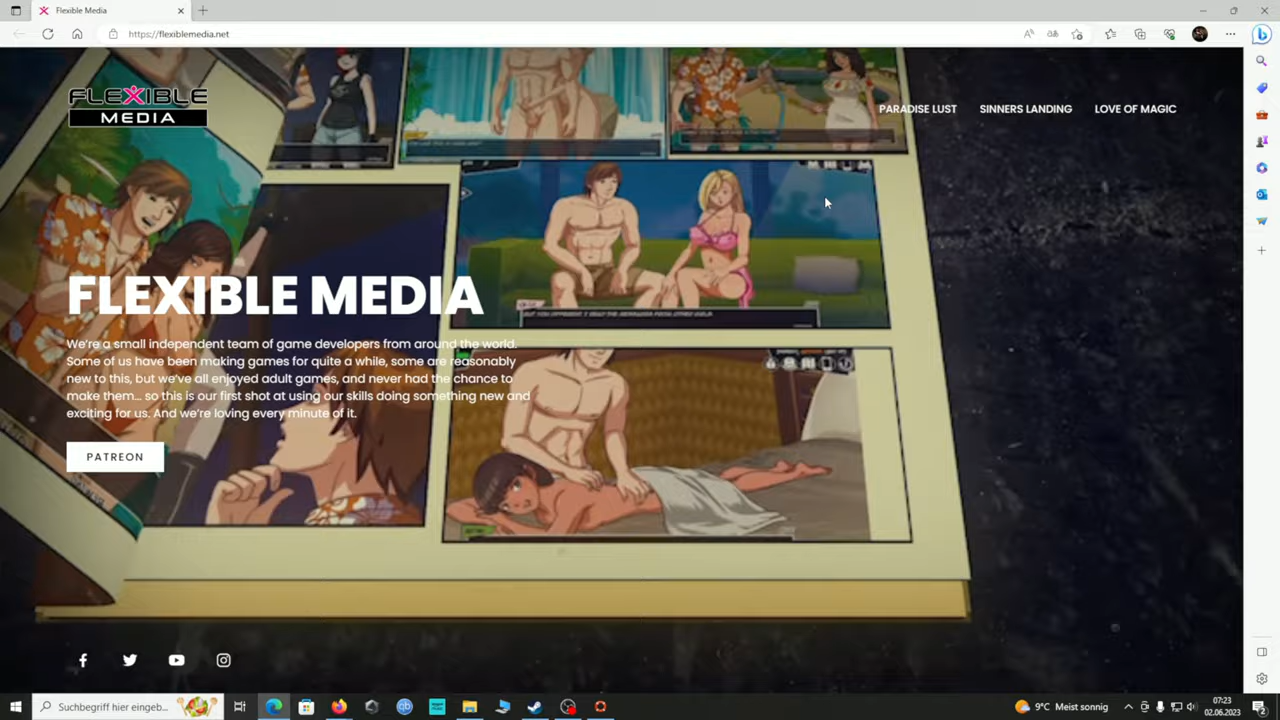 Flexible Media
https://flexiblemedia.net
FLEXIBLE
MEDIA
PARADISE LUST
SINNERS LANDING
LOVE OF MAGIC
FLEXIBLE MEDIA
We're a small independent team of game developers from around the world.
Some of us have been making games for quite a while, some are reasonably
new to this, but we've all enjoyed adult games, and never had the chance to
make them... so this is our first shot at using our skills doing something new and
exciting for us. And we're loving every minute of it.
PATREON
Suchbegriff hier eingeb...
9°C Meist sonnig
07:23
02.06.2023
2